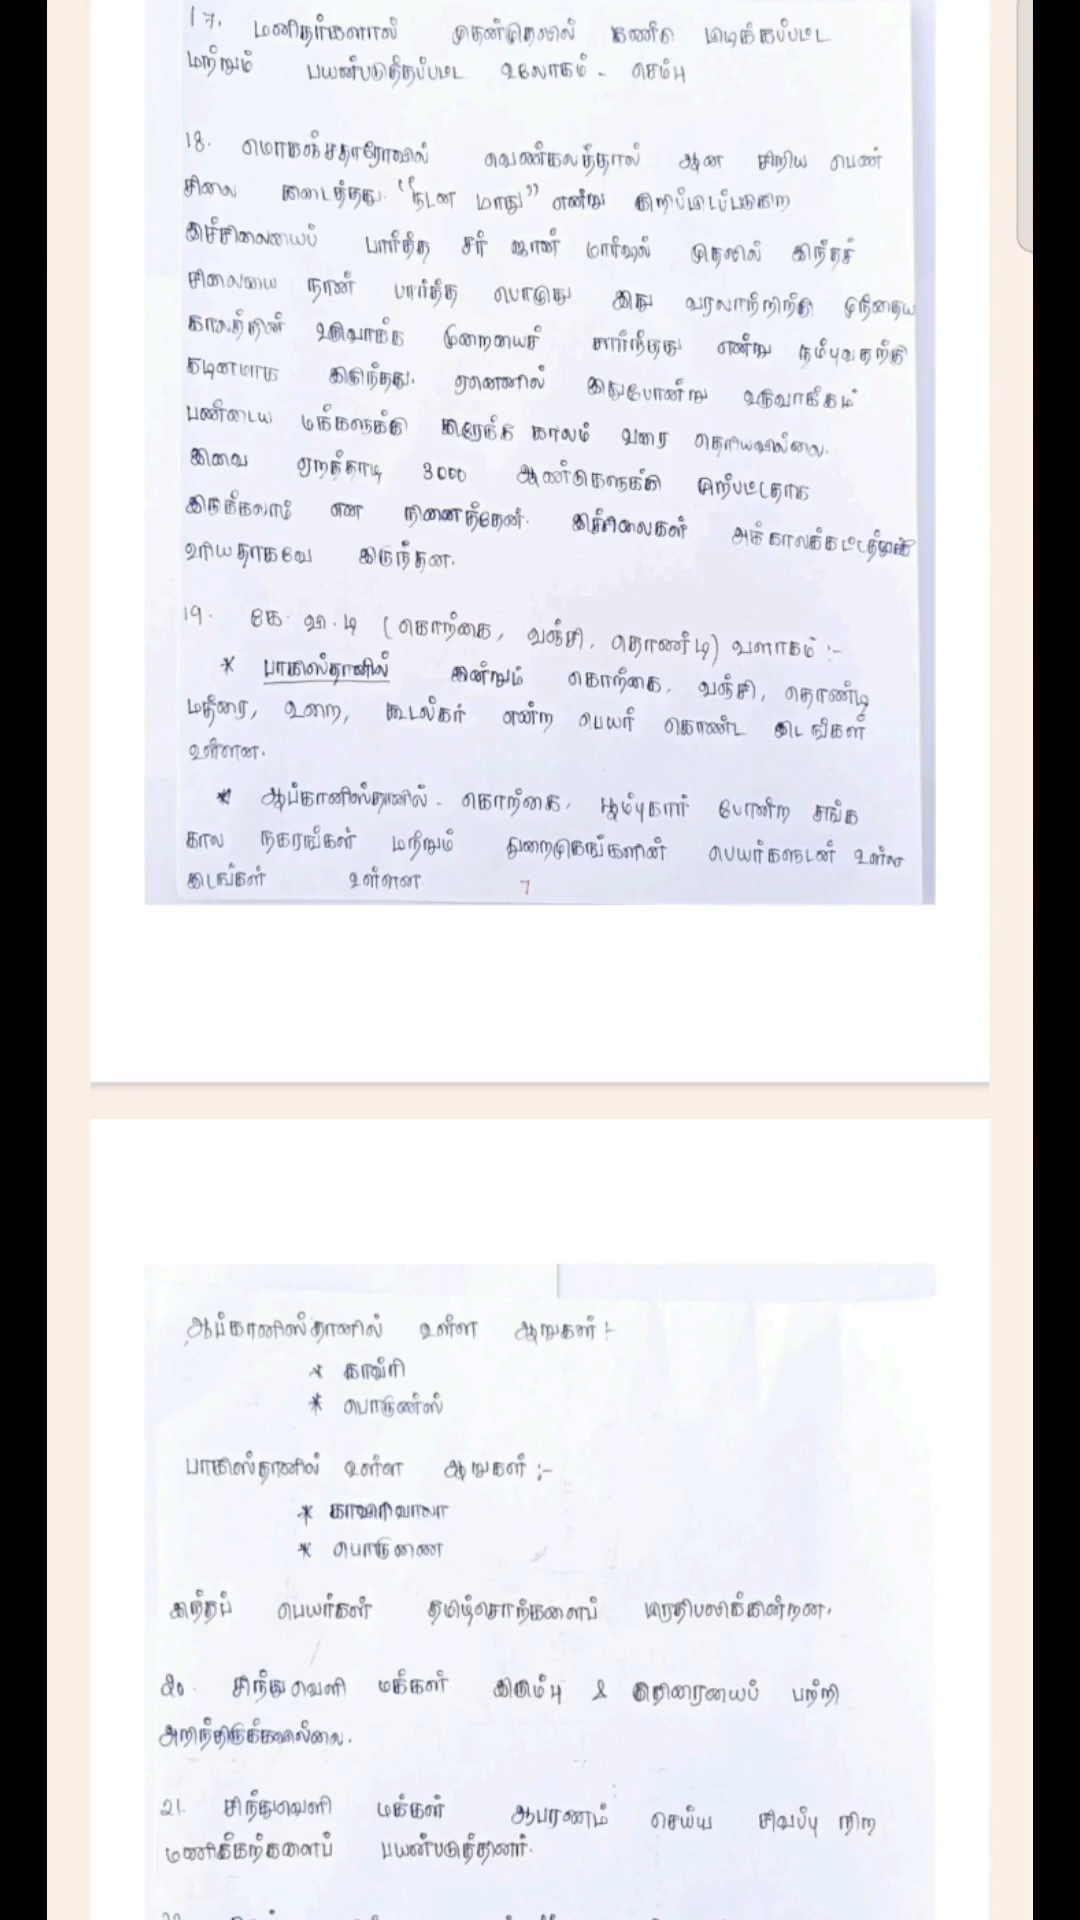 17. மனிதர்களால் முதன்முதலில் கண்டு பிடிக்கப்பட்ட
மற்றும் பயன்படுத்தப்பட்ட உலோகம் - செம்பு
18. மொகஞ்சதாரோவில் வெண்கலத்தால் ஆன சிறிய பெண்
சிலை கிடைத்தது. "நடன மாது" என்று குறிப்பிடப்படுகிற
இச்சிலையைப் பார்த்த சர் ஜான் மார்ஷல் முதலில் இந்தச்
சிலையை நான் பார்த்த பொழுது இது வரலாற்றிற்கு முந்தைய
காலத்தின் உருவாக்க முறையைச் சார்ந்தது என்று நம்புவதற்கு
கடினமாக இருந்தது. ஏனெனில் இதுபோன்று உருவாக்கம்
பண்டைய மக்களுக்கு கிரேக்க காலம் வரை தெரியவில்லை.
இவை ஏறத்தாடி 3000 ஆண்டுகளுக்கு முற்பட்டதாக
இருக்கலாம் என நினைத்தேன். இச்சிலைகள் அக்காலக்கட்டத்திற்கு
உரியதாகவே இருந்தன.
19. கே.வி.டி (கொற்கை, வஞ்சி, தொண்டி) வளாகம் :-
* பாகிஸ்தானில் இன்றும் கொற்கை, வஞ்சி, தொண்டி
மதிரை, உறை, கூடல்கர் என்ற பெயர் கொண்ட இடங்கள்
உள்ளன.
* ஆப்கானிஸ்தானில் - கொற்கை, பூம்புகார் போன்ற சங்க
கால நகரங்கள் மற்றும் துறைமுகங்களின் பெயர்களுடன் உள்ள
இடங்கள் உள்ளன.
7
ஆப்கானிஸ்தானில் உள்ள ஆறுகள் :-
* காவ்ரி
* பொருண்ஸ்
பாகிஸ்தானில் உள்ள ஆறுகள் :-
* காவேரிவாலா
* பொருணை
இந்தப் பெயர்கள் தமிழ்சொற்களைப் பிரதிபலிக்கின்றன.
20. சிந்துவெளி மக்கள் இரும்பு & குதிரையைப் பற்றி
அறிந்திருக்கவில்லை.
21. சிந்துவெளி மக்கள் ஆபரணம் செய்ய சிவப்பு நிற
மணிக்கற்களைப் பயன்படுத்தினர்.